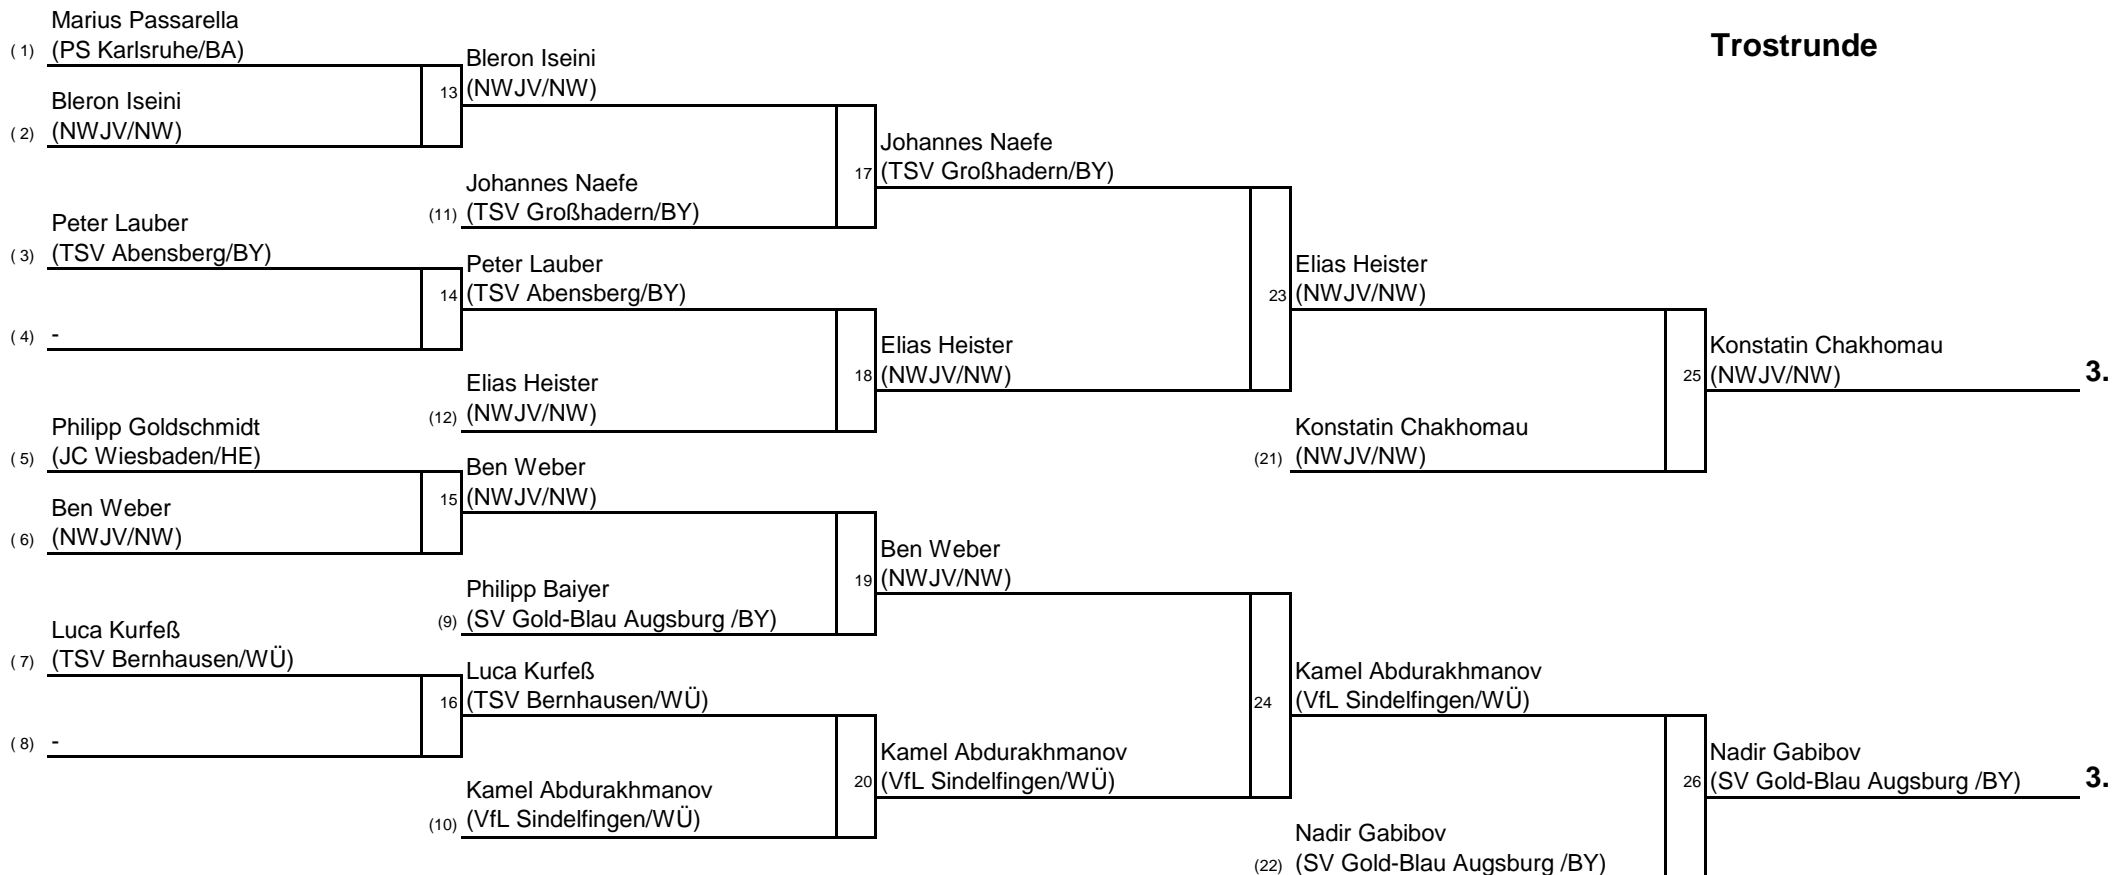 Trostrunde
Marius Passarella
( 1) (PS Karlsruhe/BA)
Bleron Iseini
( 2) (NWJV/NW)
Peter Lauber
( 3) (TSV Abensberg/BY)
( 4) -
Philipp Goldschmidt
( 5) (JC Wiesbaden/HE)
Ben Weber
( 6) (NWJV/NW)
Luca Kurfeß
( 7) (TSV Bernhausen/WÜ)
( 8) -
Bleron Iseini
13 (NWJV/NW)
Johannes Naefe
(11) (TSV Großhadern/BY)
Peter Lauber
14 (TSV Abensberg/BY)
Elias Heister
(12) (NWJV/NW)
Ben Weber
15 (NWJV/NW)
Philipp Baiyer
(9) (SV Gold-Blau Augsburg /BY)
Luca Kurfeß
16 (TSV Bernhausen/WÜ)
Kamel Abdurakhmanov
(10) (VfL Sindelfingen/WÜ)
Johannes Naefe
17 (TSV Großhadern/BY)
Elias Heister
18 (NWJV/NW)
Ben Weber
19 (NWJV/NW)
Kamel Abdurakhmanov
20 (VfL Sindelfingen/WÜ)
Elias Heister
23 (NWJV/NW)
Konstatin Chakhomau
(21) (NWJV/NW)
Kamel Abdurakhmanov
24 (VfL Sindelfingen/WÜ)
Nadir Gabibov
(22) (SV Gold-Blau Augsburg /BY)
Konstatin Chakhomau
25 (NWJV/NW) 3.
Nadir Gabibov
26 (SV Gold-Blau Augsburg /BY) 3.